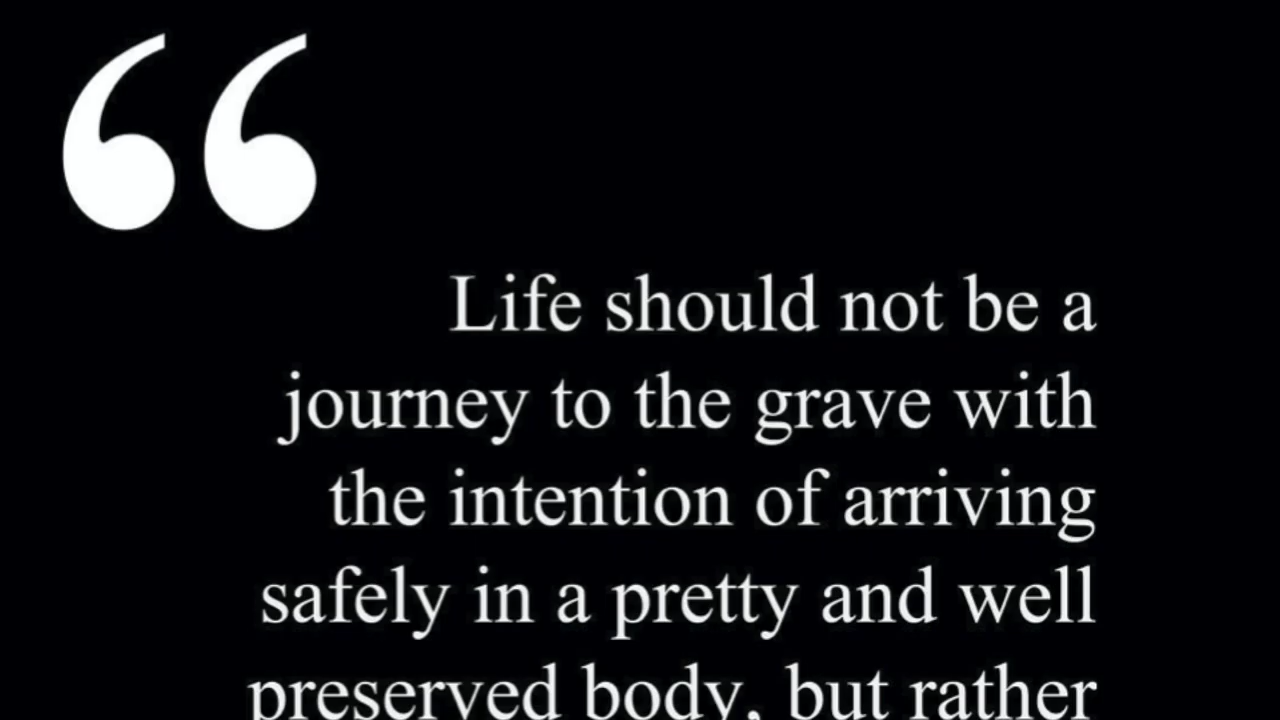 “
Life should not be a
journey to the grave with
the intention of arriving
safely in a pretty and well
preserved body, but rather